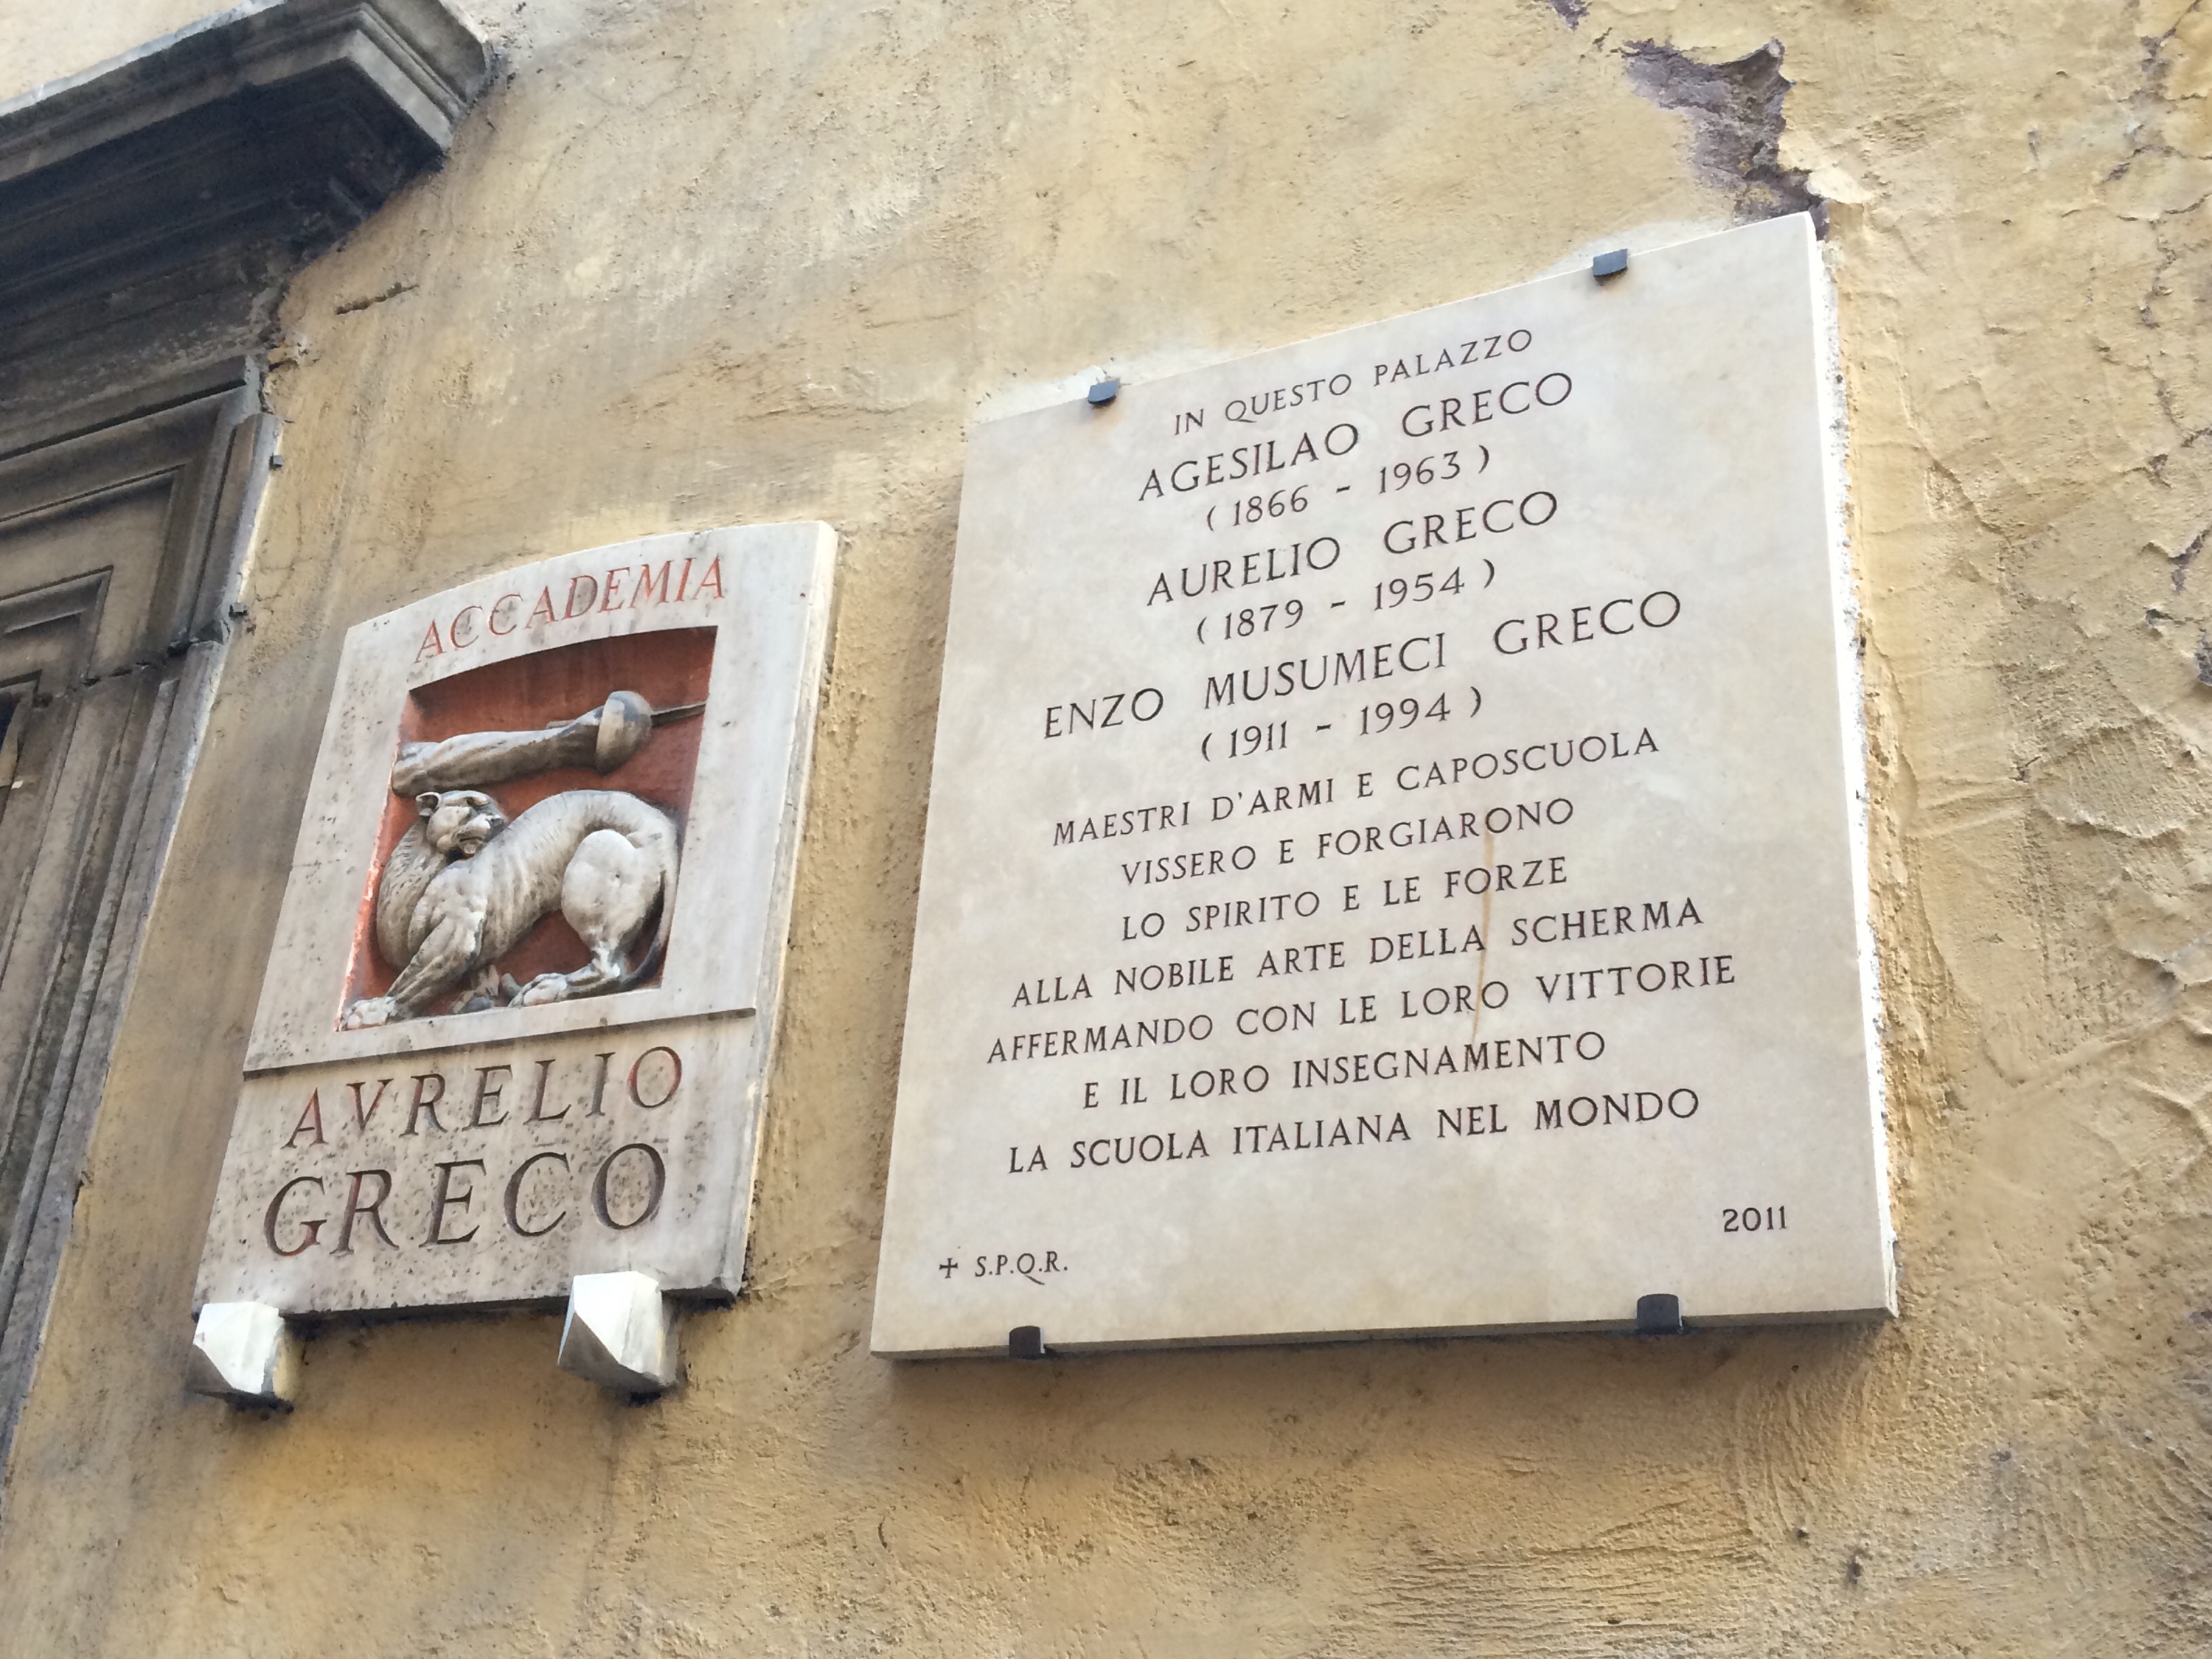 ACCADEMIA
AVRELIO
GRECO
IN QUESTO PALAZZO
AGESILAO GRECO
( 1866 - 1963 )
AURELIO GRECO
( 1879 - 1954 )
ENZO MUSUMECI GRECO
( 1911 - 1994 )
MAESTRI D'ARMI E CAPOSCUOLA
VISSERO E FORGIARONO
LO SPIRITO E LE FORZE
ALLA NOBILE ARTE DELLA SCHERMA
AFFERMANDO CON LE LORO VITTORIE
E IL LORO INSEGNAMENTO
LA SCUOLA ITALIANA NEL MONDO
2011
✠ S.P.Q.R.